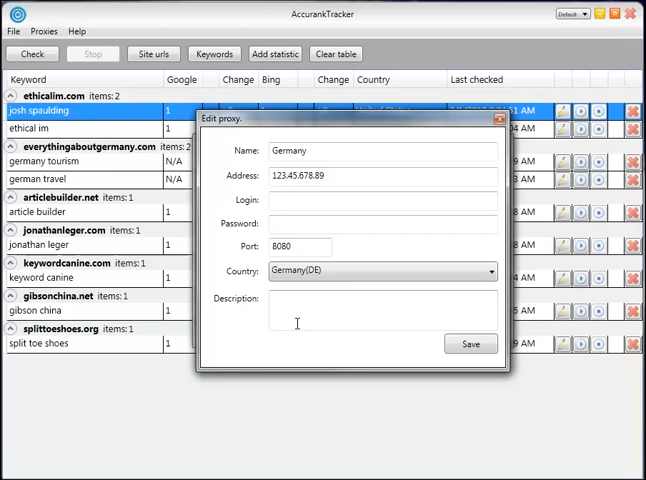 AccurankTracker
Default
File Proxies Help
Check Stop Site urls Keywords Add statistic Clear table
Keyword Google Change Bing Change Country Last checked
ethicalim.com items:2
josh spaulding 1
ethical im 1
everythingaboutgermany.com items:2
germany tourism N/A
german travel N/A
articlebuilder.net items:1
article builder 1
jonathanleger.com items:1
jonathan leger 1
keywordcanine.com items:1
keyword canine 1
gibsonchina.net items:1
gibson china 1
splittoeshoes.org items:1
split toe shoes 1
Edit proxy.
Name: Germany
Address: 123.45.678.89
Login:
Password:
Port: 8080
Country: Germany(DE)
Description:
Save